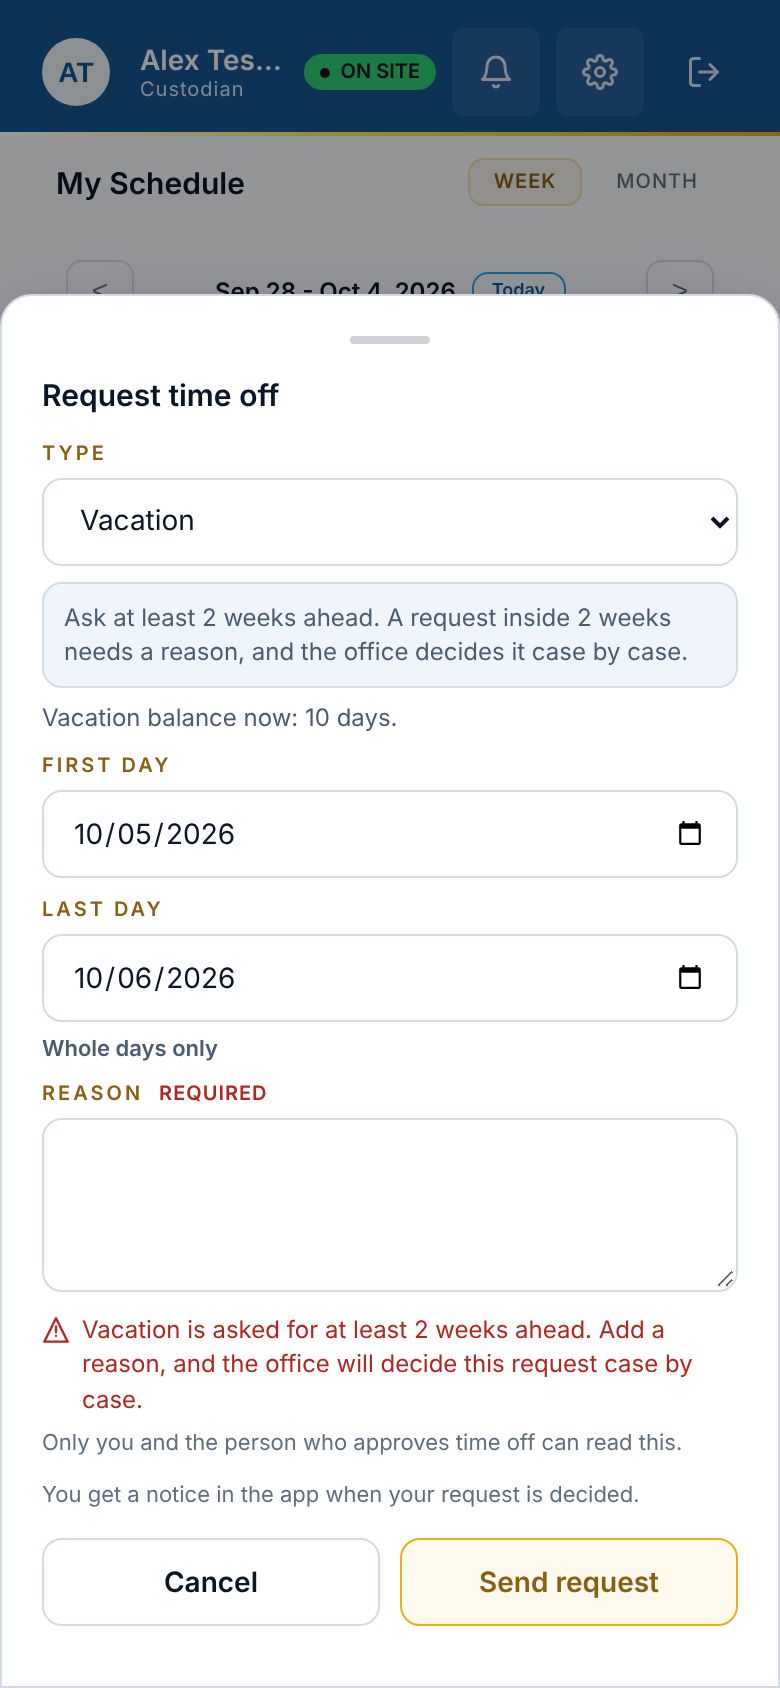 AT
Alex Tes...
Custodian
ON SITE
My Schedule
WEEK
MONTH
<
Sep 28 - Oct 4, 2026
Today
>
Request time off
TYPE
Vacation
Ask at least 2 weeks ahead. A request inside 2 weeks
needs a reason, and the office decides it case by case.
Vacation balance now: 10 days.
FIRST DAY
10/05/2026
LAST DAY
10/06/2026
Whole days only
REASON REQUIRED
Vacation is asked for at least 2 weeks ahead. Add a
reason, and the office will decide this request case by
case.
Only you and the person who approves time off can read this.
You get a notice in the app when your request is decided.
Cancel
Send request